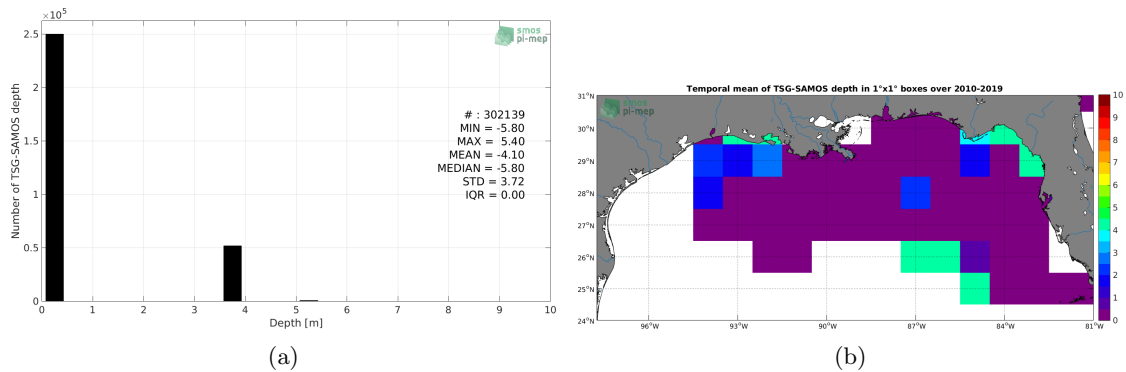 ×10⁵
smos
pi-mep
Number of TSG-SAMOS depth
2.5
2
1.5
1
0.5
0
# : 302139
MIN = -5.80
MAX = 5.40
MEAN = -4.10
MEDIAN = -5.80
STD = 3.72
IQR = 0.00
0 1 2 3 4 5 6 7 8 9 10
Depth [m]
(a)
Temporal mean of TSG-SAMOS depth in 1°x1° boxes over 2010-2019
smos
pi-mep
31°N
30°N
29°N
28°N
27°N
26°N
25°N
24°N
96°W 93°W 90°W 87°W 84°W 81°W
10
9
8
7
6
5
4
3
2
1
0
(b)